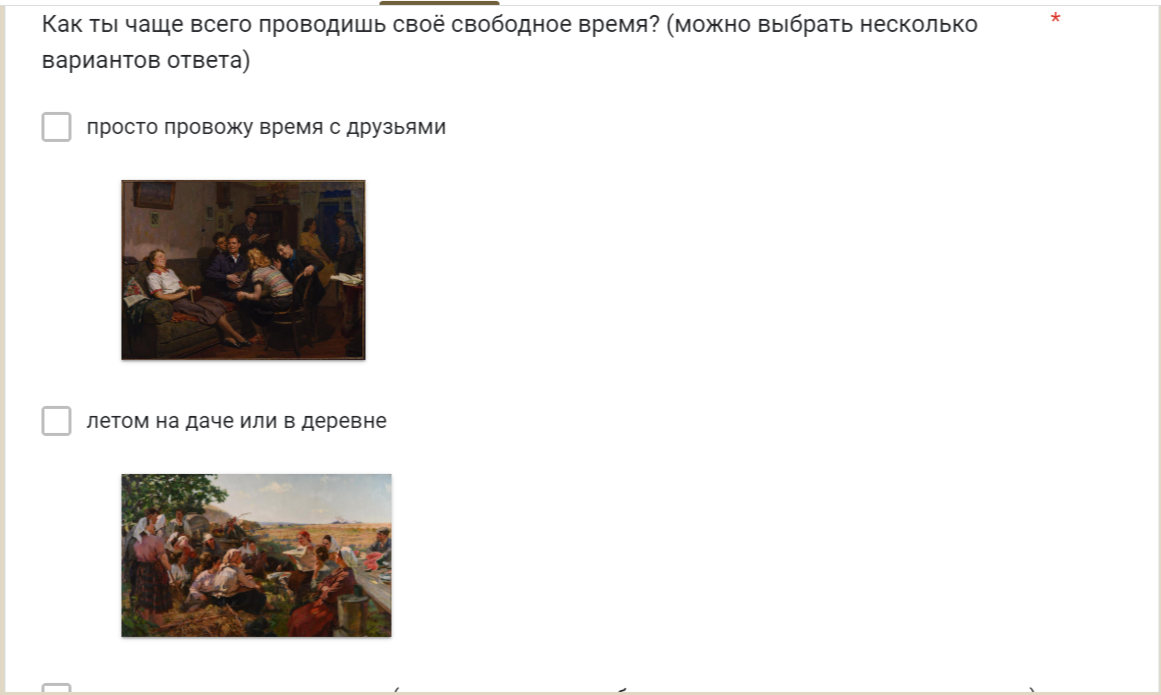 Как ты чаще всего проводишь своё свободное время? (можно выбрать несколько *
вариантов ответа)
просто провожу время с друзьями
летом на даче или в деревне